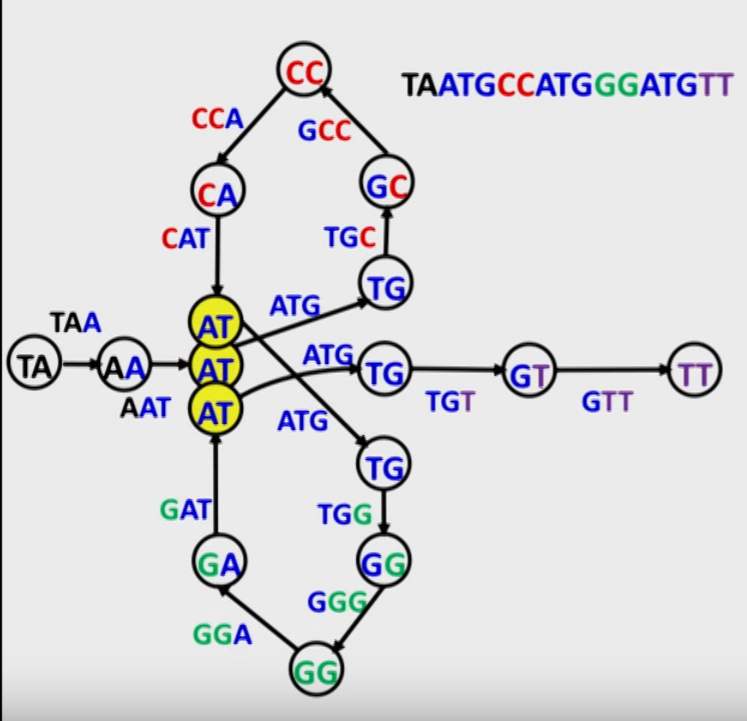 CC
TAATGCCATGGGATGTT
CCA
GCC
CA
GC
CAT
TGC
TG
AT
ATG
TAA
TA
AA
AT
ATG
TG
GT
TT
AAT
AT
TGT
GTT
ATG
TG
GAT
TGG
GA
GG
GGG
GGA
GG